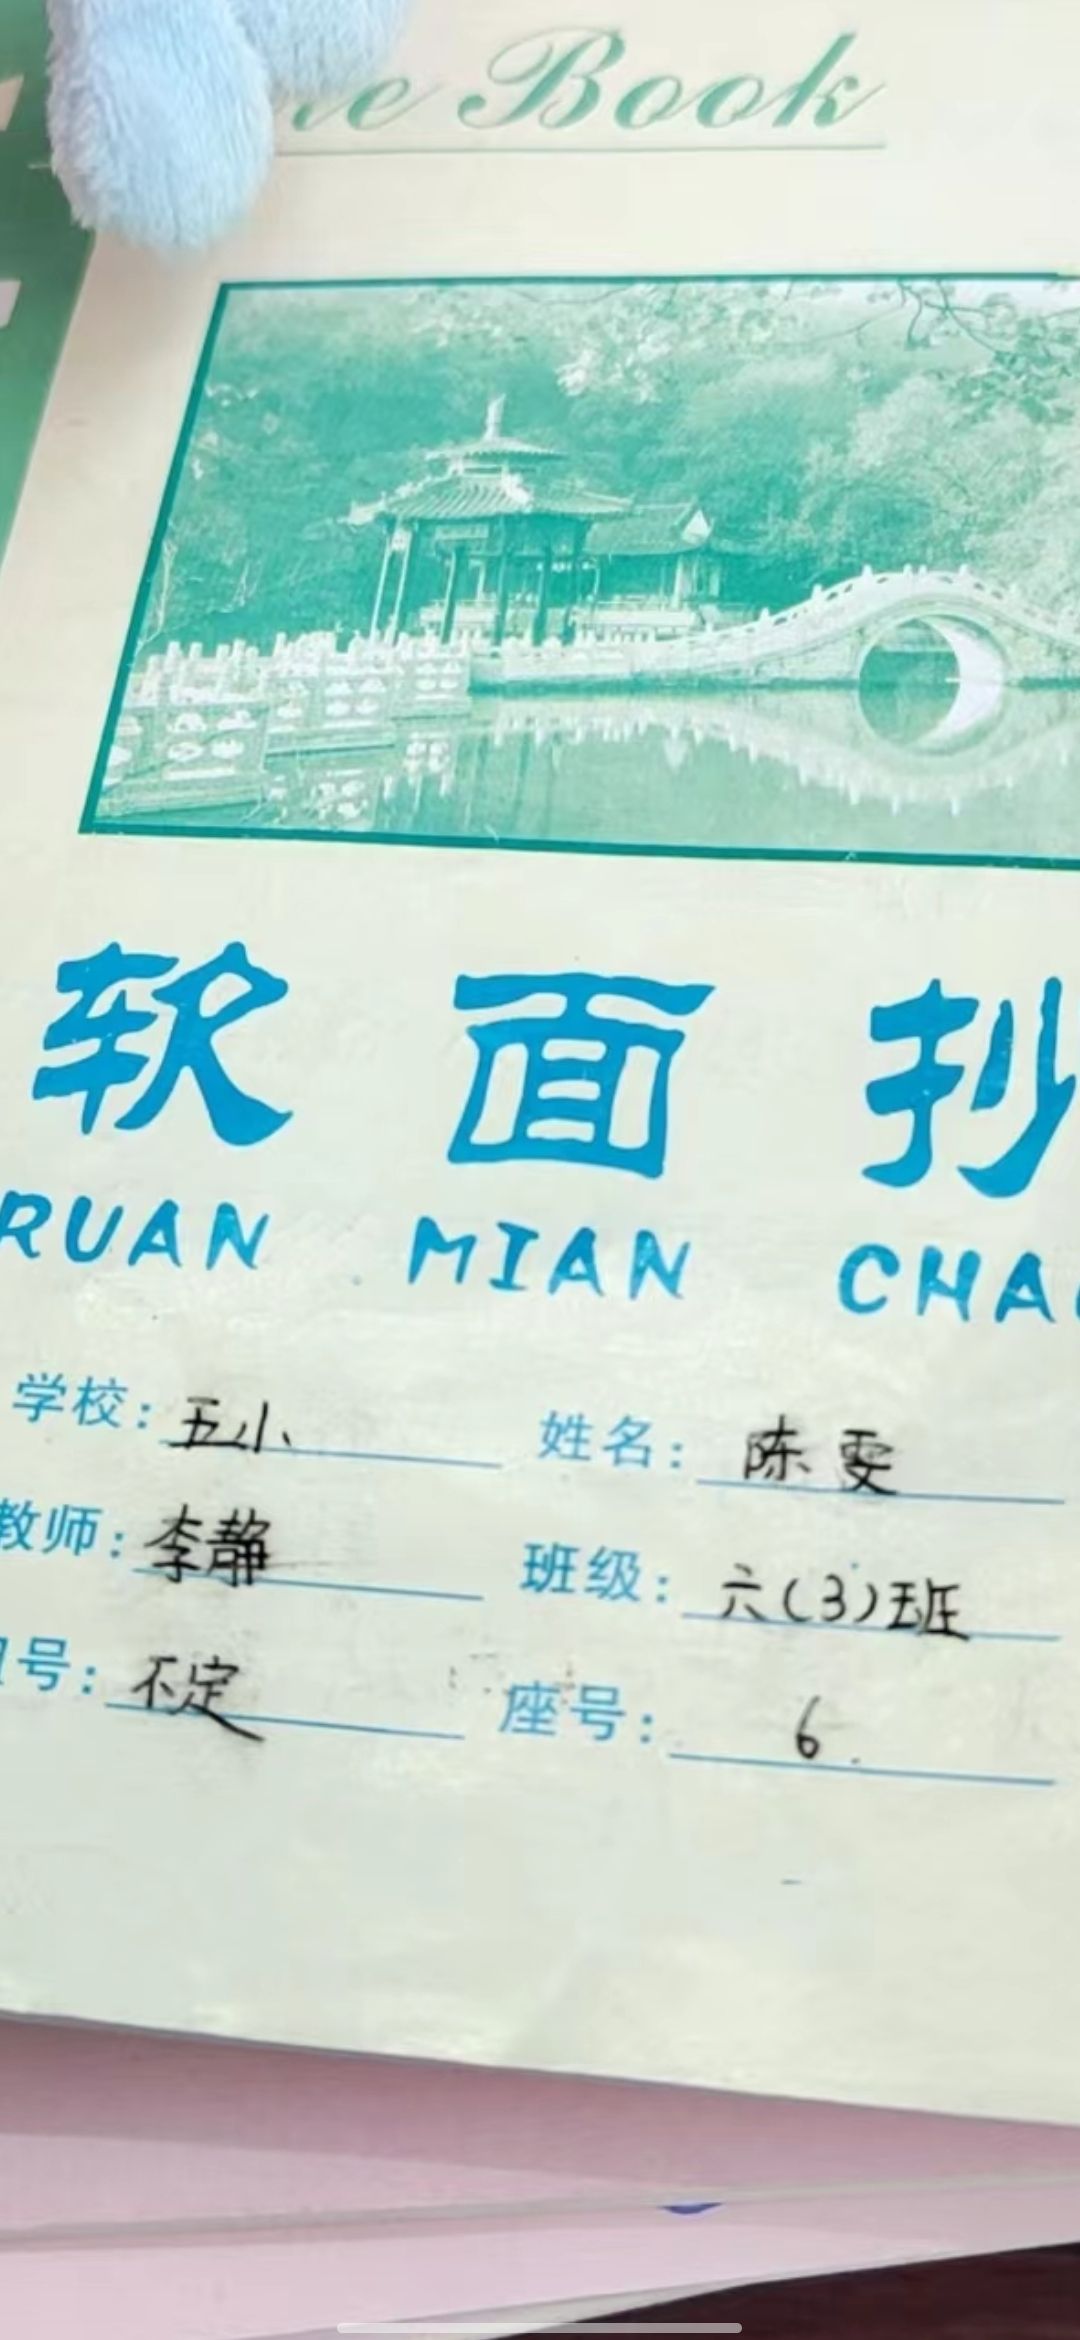 Book
软面抄
RUAN MIAN CHAO
学校：五小 姓名：陈雯
教师：李静 班级：六(3)班
号：不定 座号：6